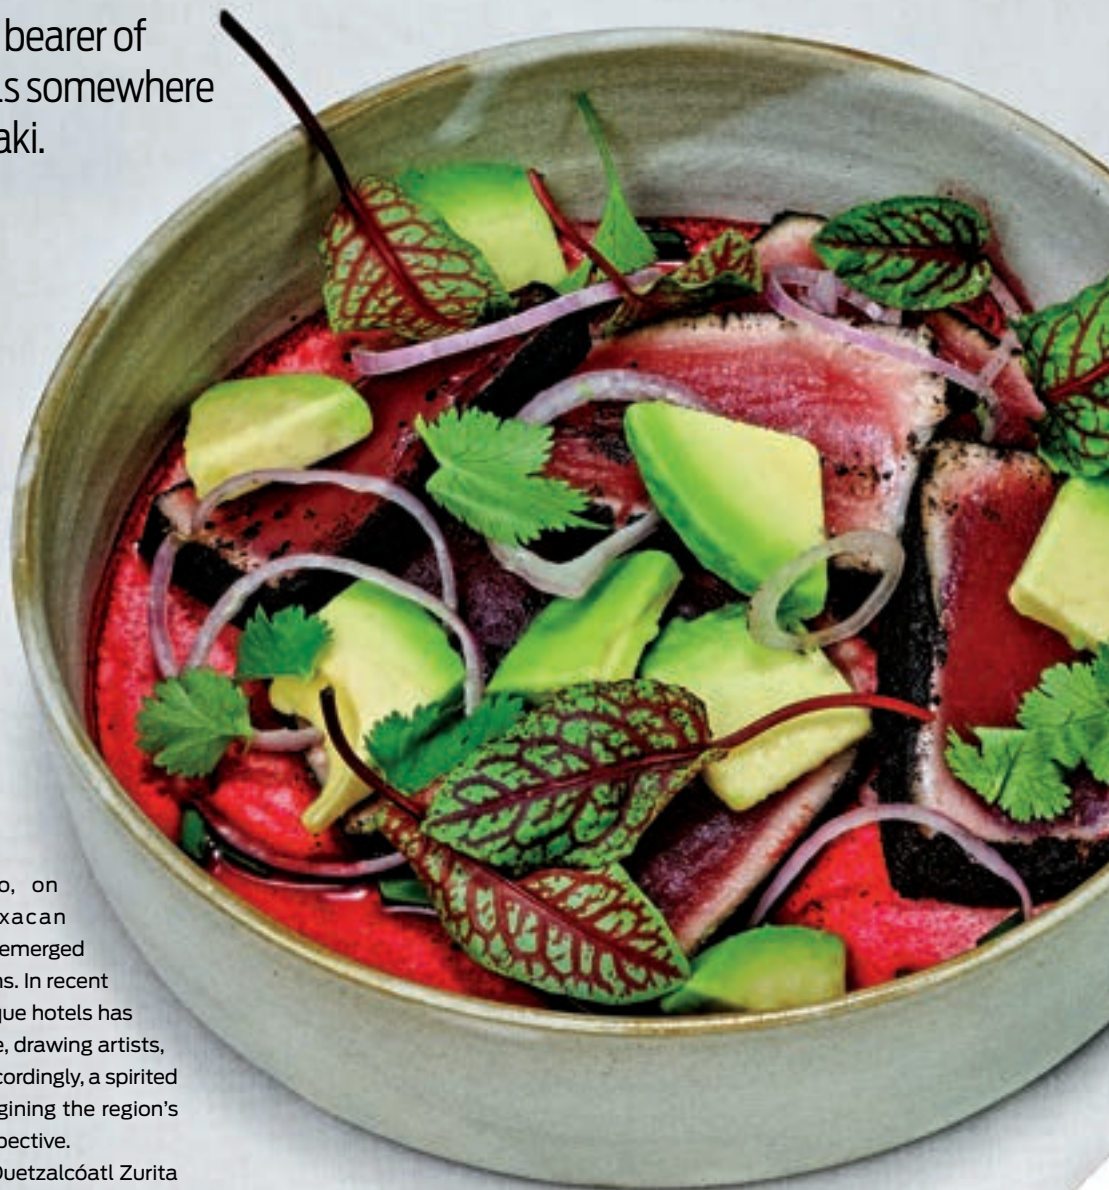 bearer of
s somewhere
aki.
o, on
xacan
emerged
ns. In recent
que hotels has
e, drawing artists,
cordingly, a spirited
gining the region's
pective.
Quetzalcóatl Zurita